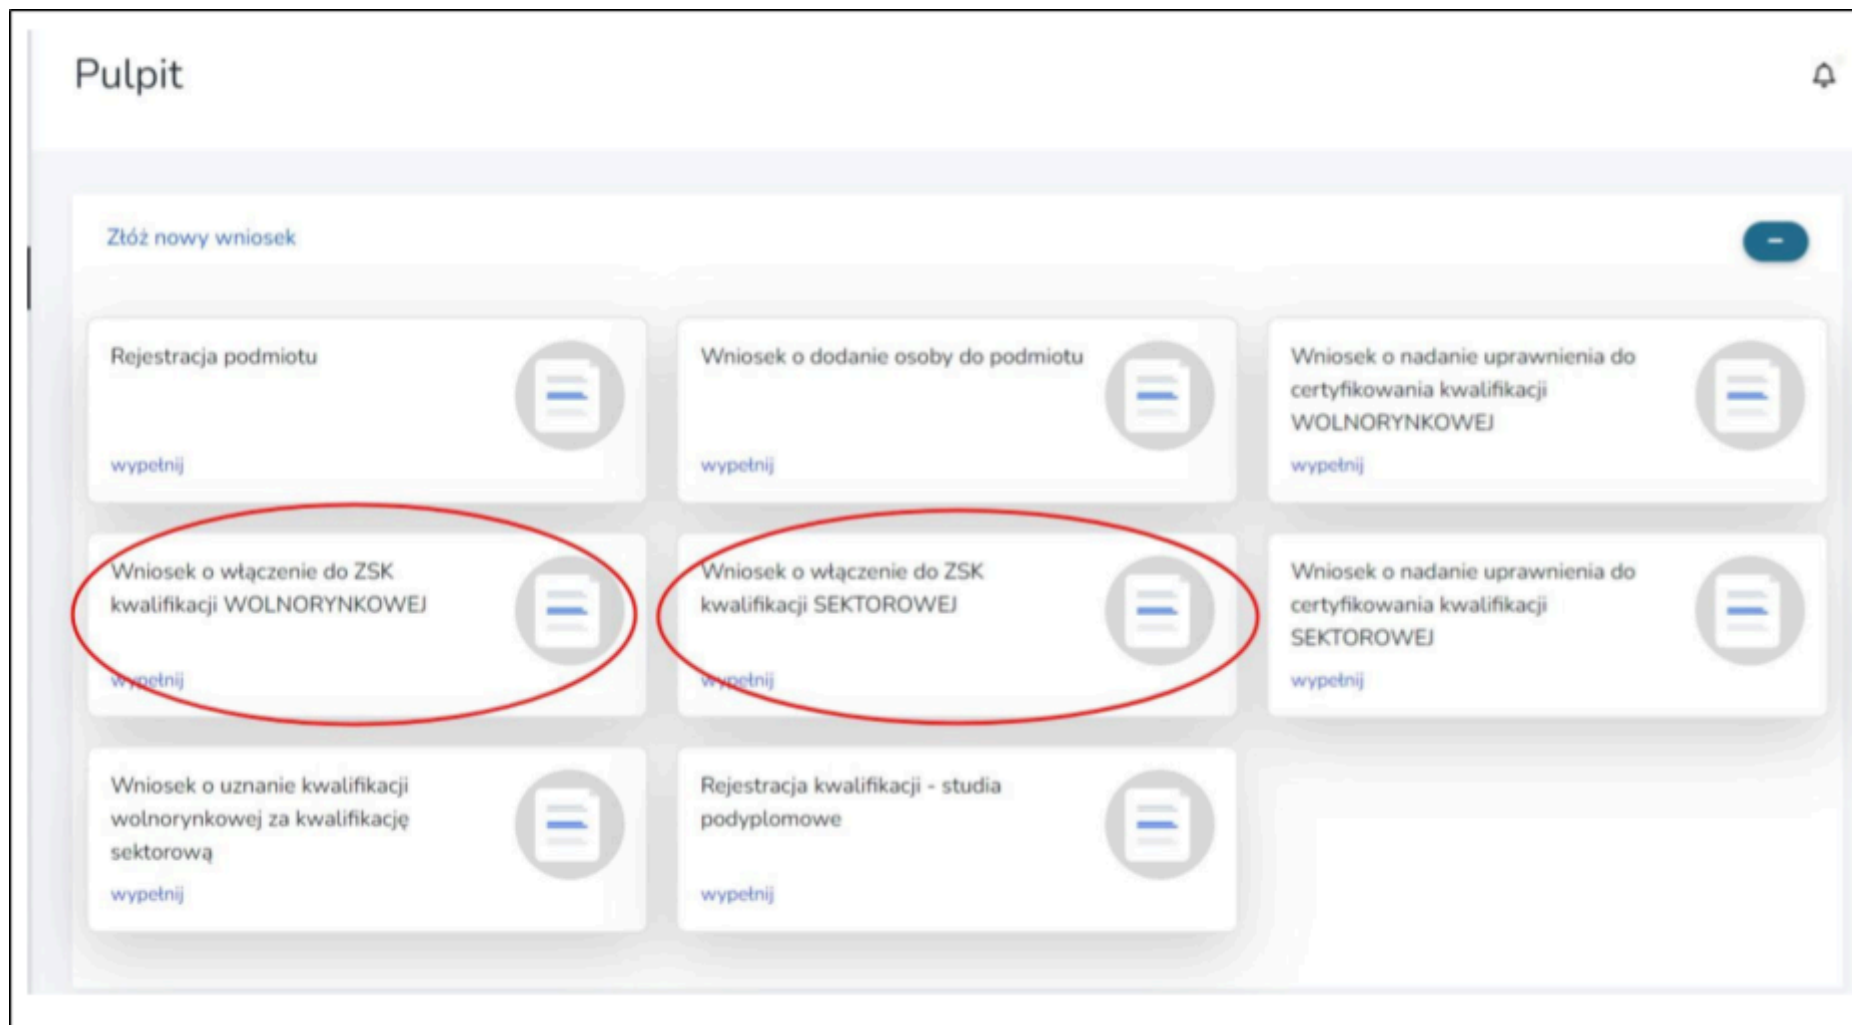 Pulpit
Złóż nowy wniosek
Rejestracja podmiotu
wypełnij
Wniosek o dodanie osoby do podmiotu
wypełnij
Wniosek o nadanie uprawnienia do
certyfikowania kwalifikacji
WOLNORYNKOWEJ
wypełnij
Wniosek o włączenie do ZSK
kwalifikacji WOLNORYNKOWEJ
wypełnij
Wniosek o włączenie do ZSK
kwalifikacji SEKTOROWEJ
wypełnij
Wniosek o nadanie uprawnienia do
certyfikowania kwalifikacji
SEKTOROWEJ
wypełnij
Wniosek o uznanie kwalifikacji
wolnorynkowej za kwalifikację
sektorową
wypełnij
Rejestracja kwalifikacji - studia
podyplomowe
wypełnij